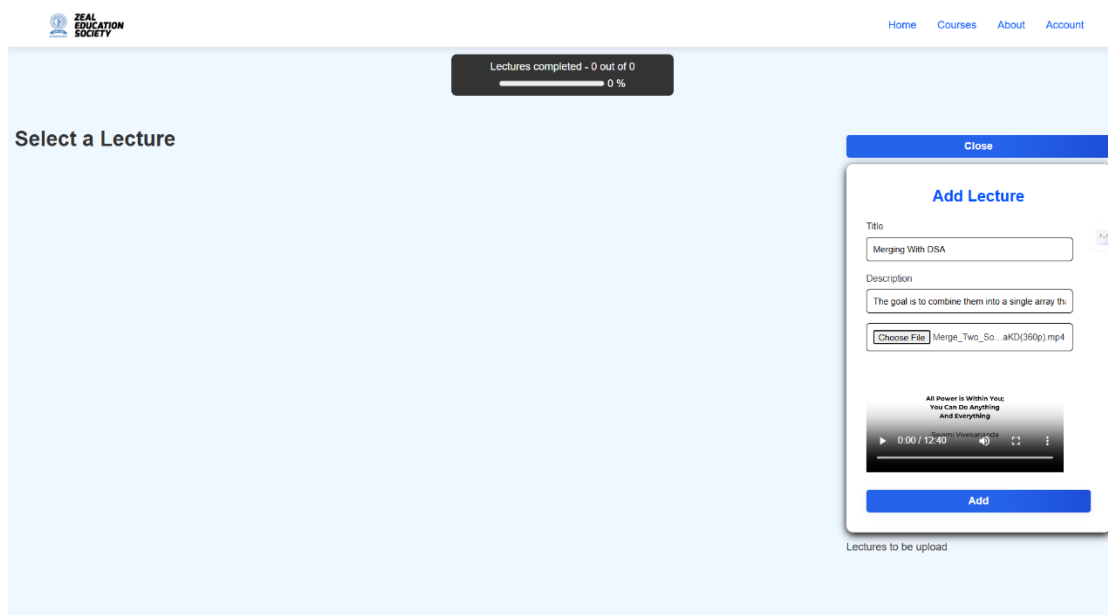 ZEAL
EDUCATION
SOCIETY
Home Courses About Account
Lectures completed - 0 out of 0
0 %
Select a Lecture
Close
Add Lecture
Title
Merging With DSA
Description
The goal is to combine them into a single array tha
Choose File Merge_Two_So...aKD(360p).mp4
All Power is Within You;
You Can Do Anything
And Everything
-Swami Vivekananda
0:00 / 12:40
Add
Lectures to be upload